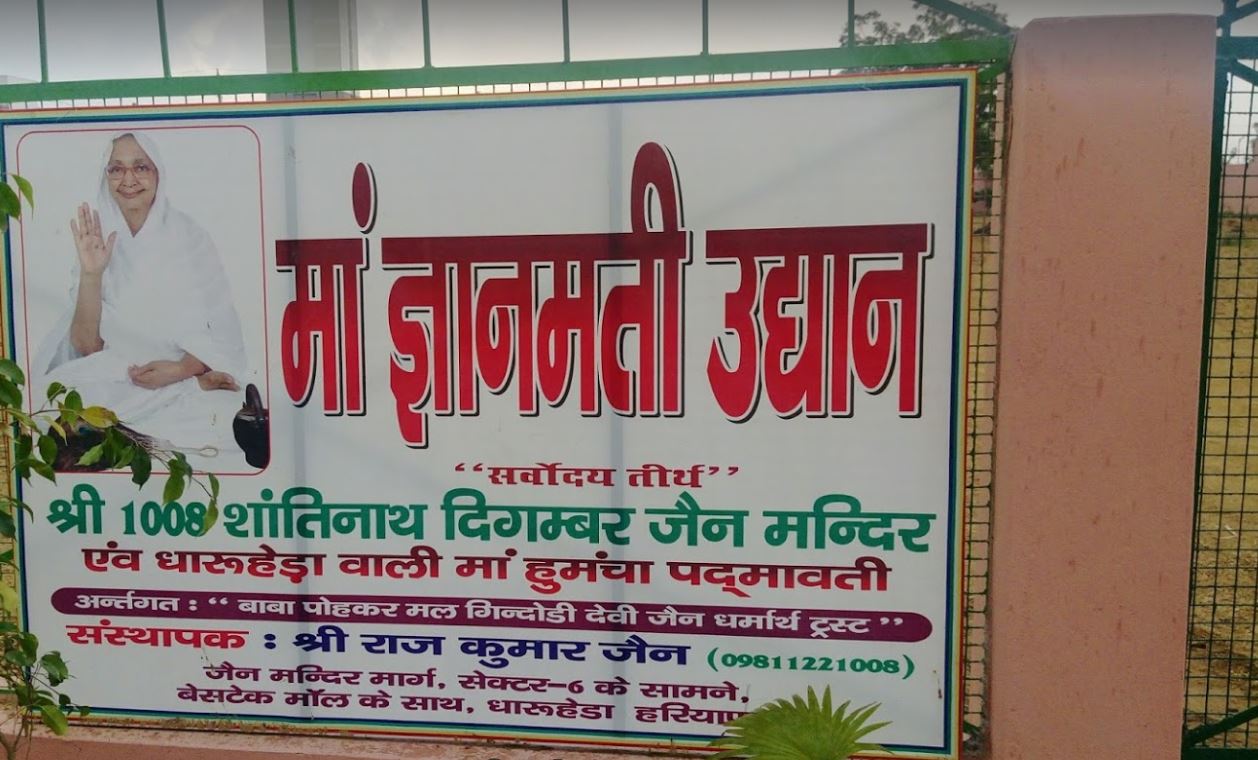 मां ज्ञानमती उद्यान
“सर्वोदय तीर्थ”
श्री 1008 शांतिनाथ दिगम्बर जैन मन्दिर
एंव धारूहेड़ा वाली मां हुमंचा पद्मावती
अर्न्तगत : “ बाबा पोहकर मल गिन्दोडी देवी जैन धर्मार्थ ट्रस्ट ”
संस्थापक : श्री राज कुमार जैन (09811221008)
जैन मन्दिर मार्ग, सेक्टर-6 के सामने,
बेसटेक मॉल के साथ, धारूहेडा